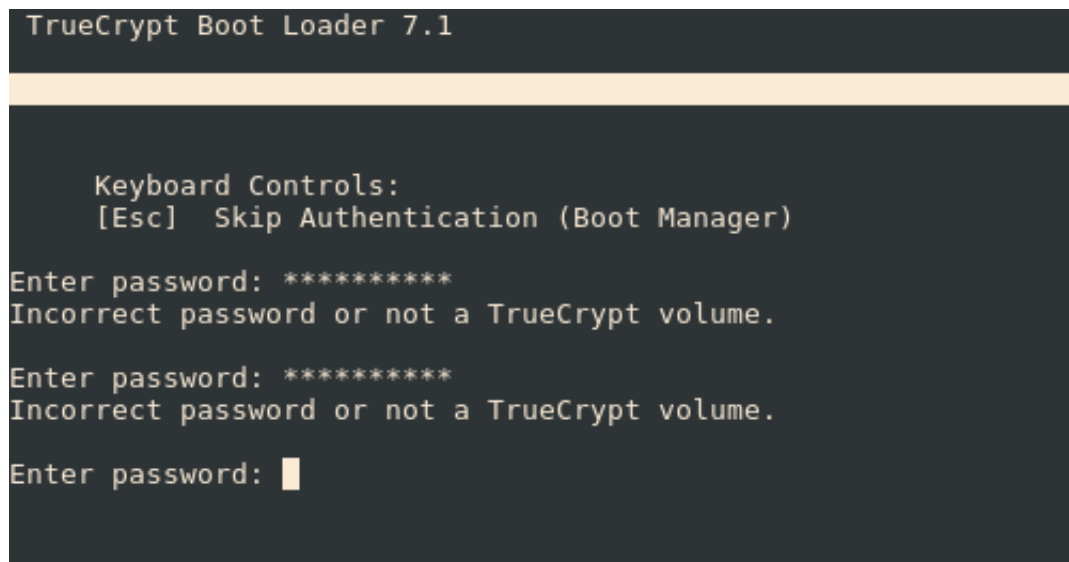 TrueCrypt Boot Loader 7.1
Keyboard Controls:
[Esc]  Skip Authentication (Boot Manager)
Enter password: **********
Incorrect password or not a TrueCrypt volume.
Enter password: **********
Incorrect password or not a TrueCrypt volume.
Enter password: